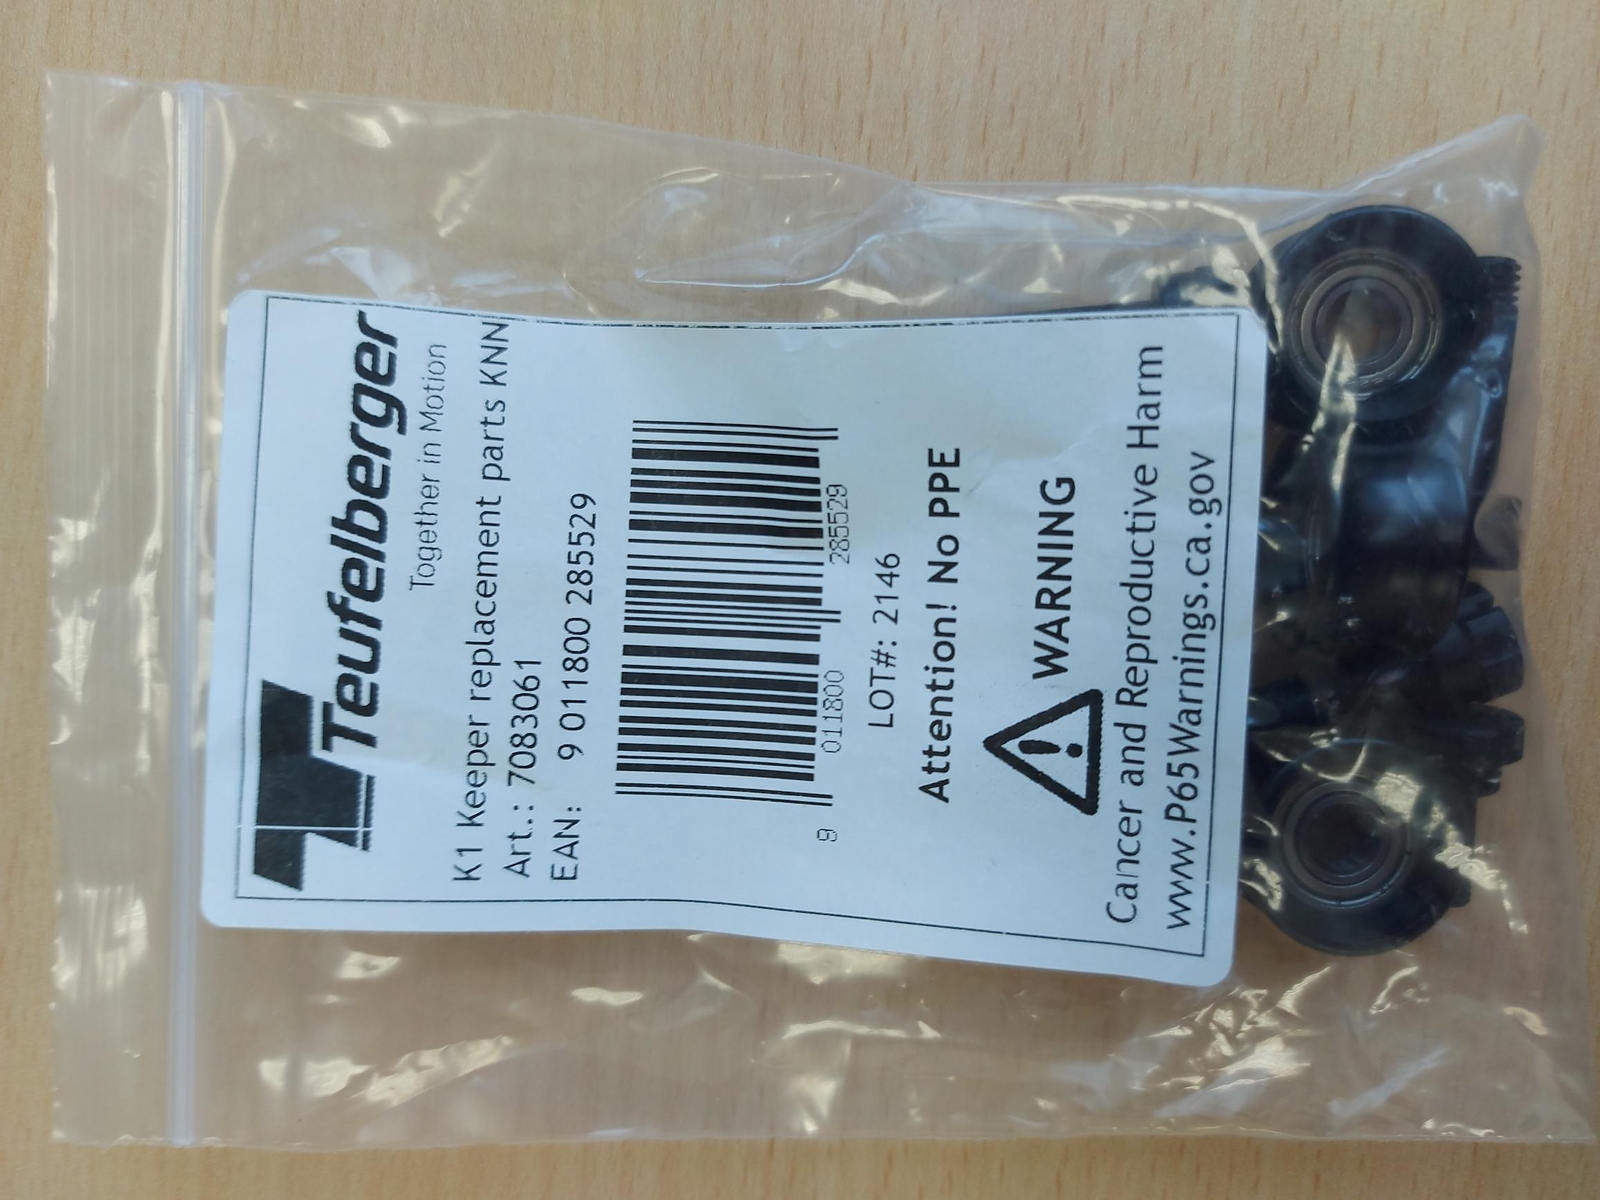 Teufelberger
Together in Motion
K1 Keeper replacement parts KNN
Art.: 7083061
EAN: 9 011800 285529
9 011800 285529
LOT#: 2146
Attention! No PPE
WARNING
Cancer and Reproductive Harm
www.P65Warnings.ca.gov